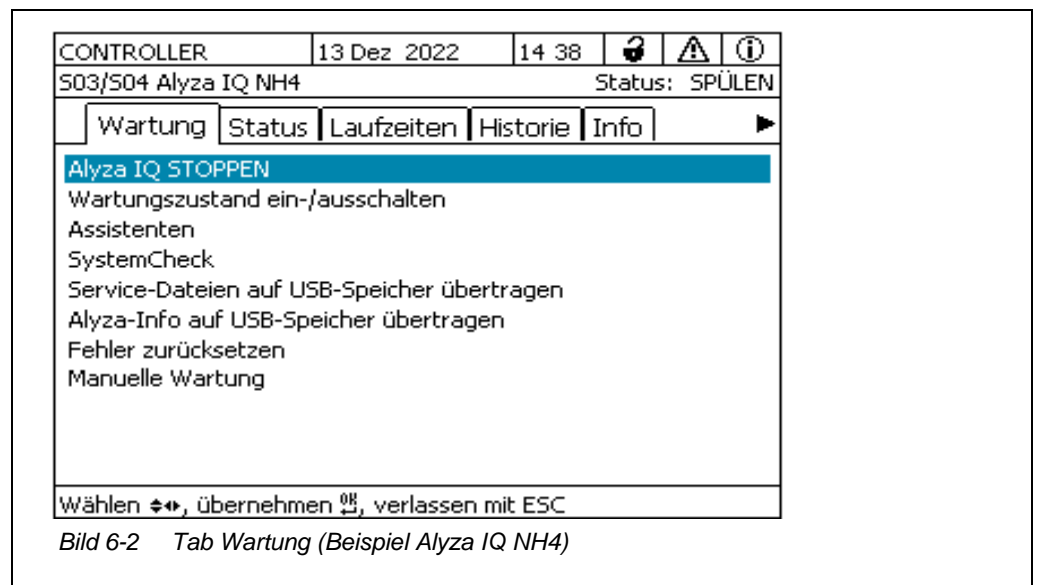 CONTROLLER 13 Dez 2022 14 38
S03/S04 Alyza IQ NH4 Status: SPÜLEN
Wartung Status Laufzeiten Historie Info
Alyza IQ STOPPEN
Wartungszustand ein-/ausschalten
Assistenten
SystemCheck
Service-Dateien auf USB-Speicher übertragen
Alyza-Info auf USB-Speicher übertragen
Fehler zurücksetzen
Manuelle Wartung
Wählen, übernehmen OK, verlassen mit ESC
Bild 6-2 Tab Wartung (Beispiel Alyza IQ NH4)